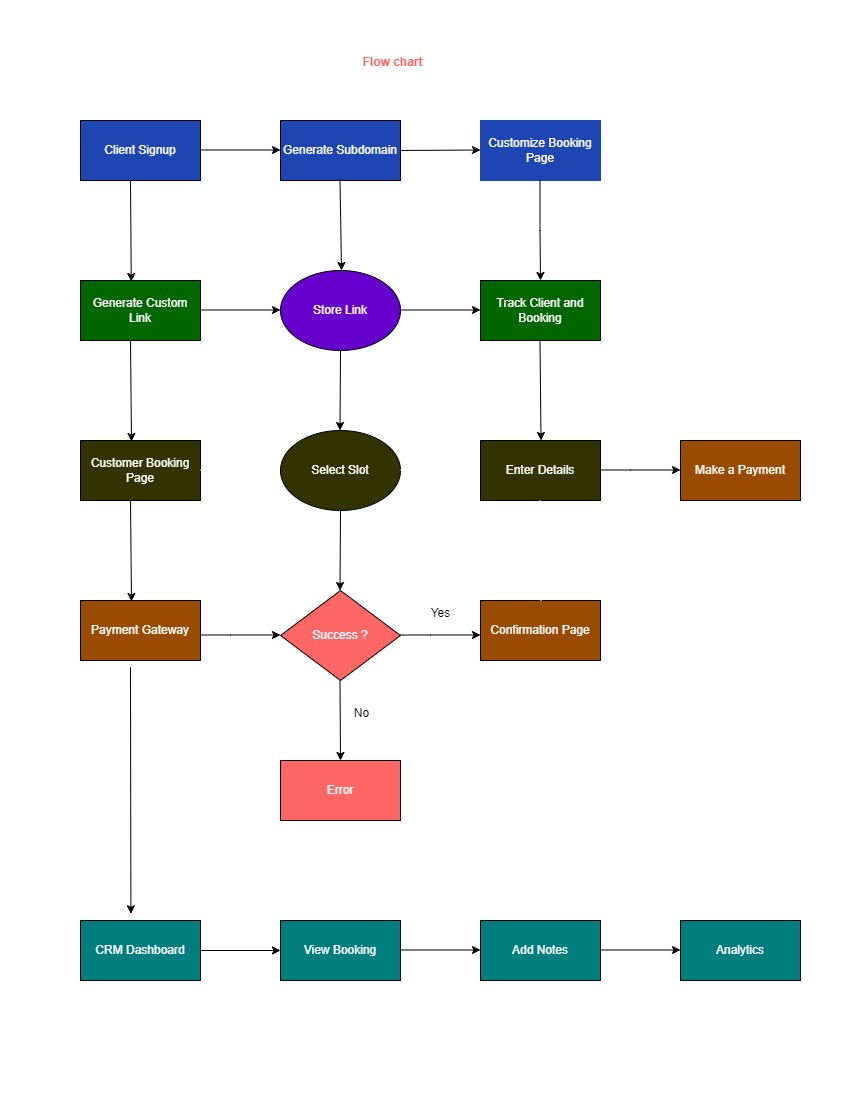 Flow chart
Client Signup
Generate Subdomain
Customize Booking
Page
Generate Custom
Link
Store Link
Track Client and
Booking
Customer Booking
Page
Select Slot
Enter Details
Make a Payment
Payment Gateway
Success ?
Yes
Confirmation Page
No
Error
CRM Dashboard
View Booking
Add Notes
Analytics